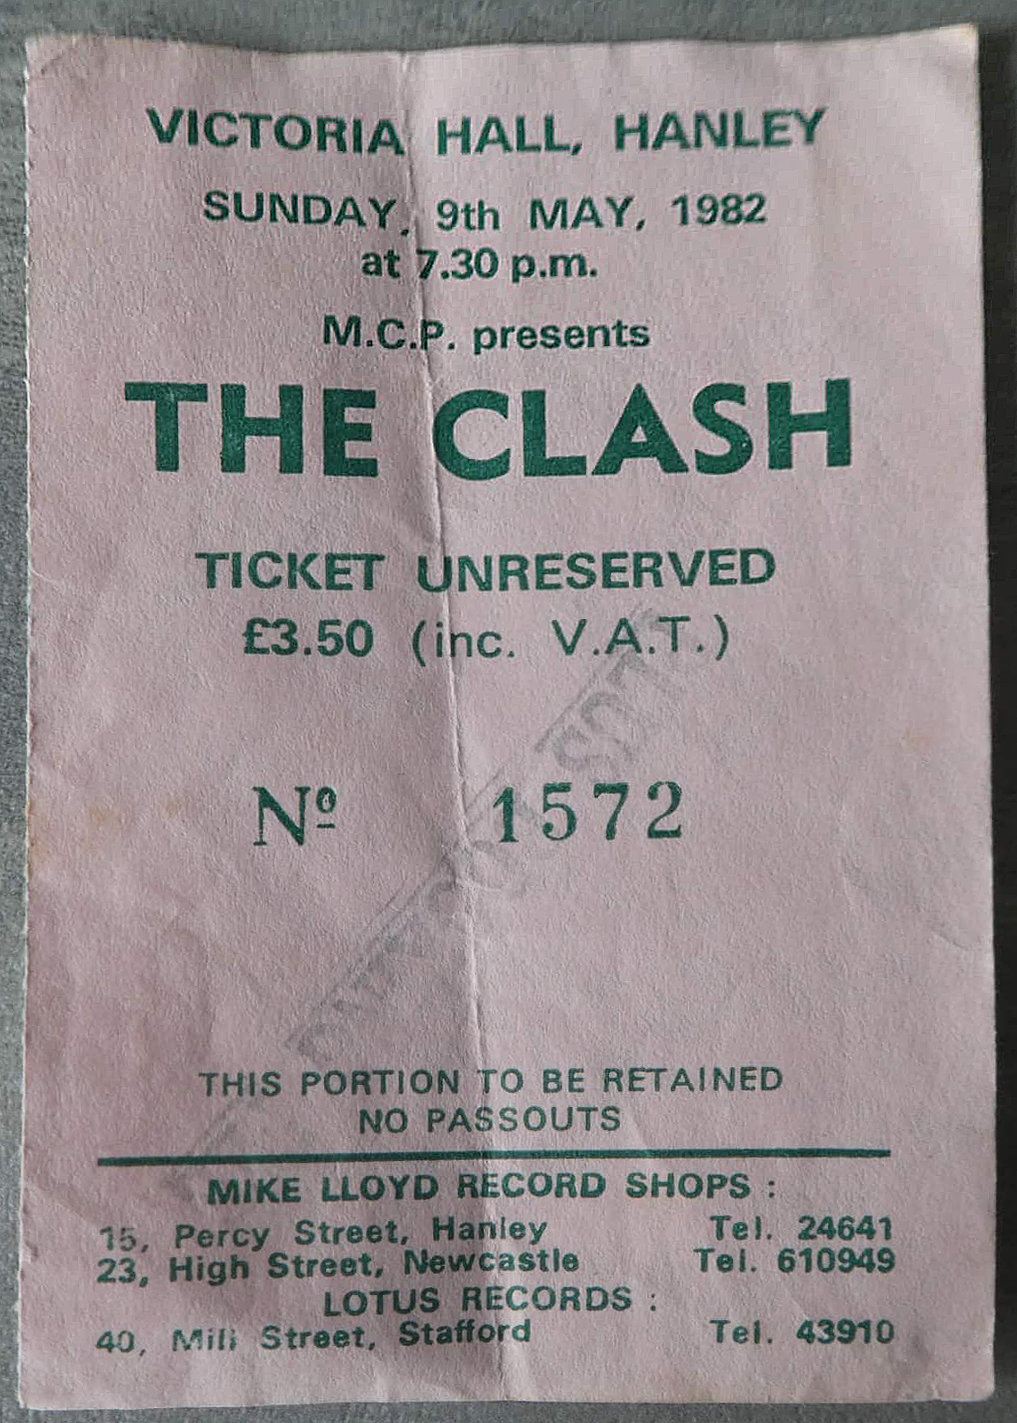 VICTORIA HALL, HANLEY
SUNDAY, 9th MAY, 1982
at 7.30 p.m.
M.C.P. presents
THE CLASH
TICKET UNRESERVED
£3.50 (inc. V.A.T.)
Nº 1572
THIS PORTION TO BE RETAINED
NO PASSOUTS
MIKE LLOYD RECORD SHOPS :
15, Percy Street, Hanley Tel. 24641
23, High Street, Newcastle Tel. 610949
LOTUS RECORDS :
40, Mill Street, Stafford Tel. 43910